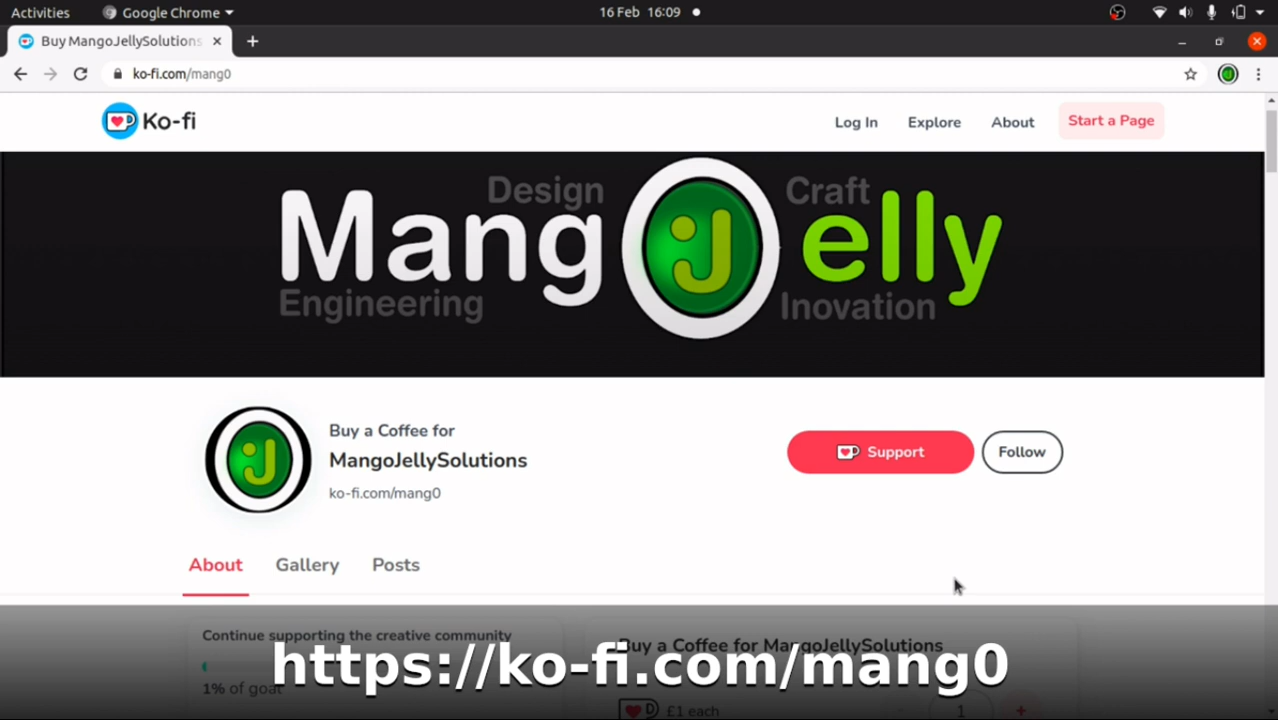 Activities Google Chrome 16 Feb 16:09
Buy MangoJellySolutions
ko-fi.com/mang0
Ko-fi Log In Explore About Start a Page
Design Craft
Mang J elly
Engineering Inovation
Buy a Coffee for
MangoJellySolutions
ko-fi.com/mang0
Support Follow
About Gallery Posts
Continue supporting the creative community
Buy a Coffee for MangoJellySolutions
https://ko-fi.com/mang0
1% of goal
£1 each - 1 +